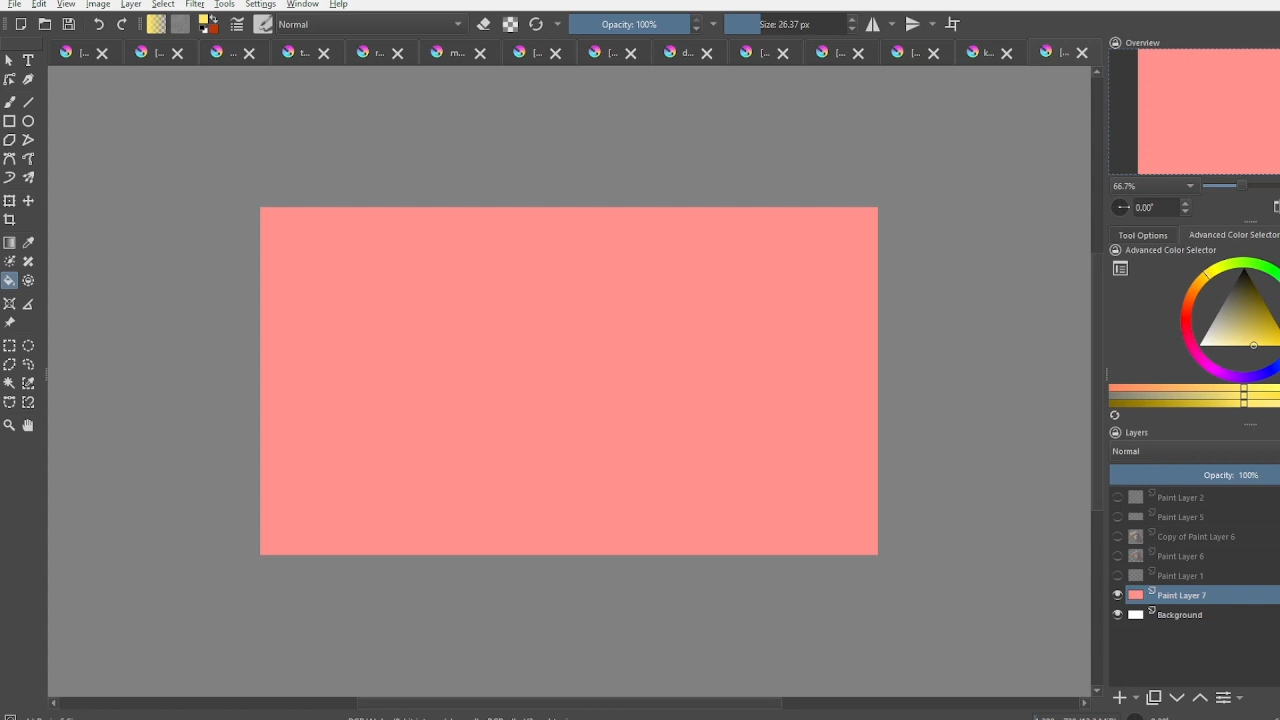 File Edit View Image Layer Select Filter Tools Settings Window Help
Normal
Opacity: 100%
Size: 26.37 px
[... [... ... t... r... m... [... [... d... [... [... [... k... [...
Overview
66.7%
0.00°
Tool Options
Advanced Color Selector
Advanced Color Selector
Layers
Normal
Opacity: 100%
Paint Layer 2
Paint Layer 5
Copy of Paint Layer 6
Paint Layer 6
Paint Layer 1
Paint Layer 7
Background